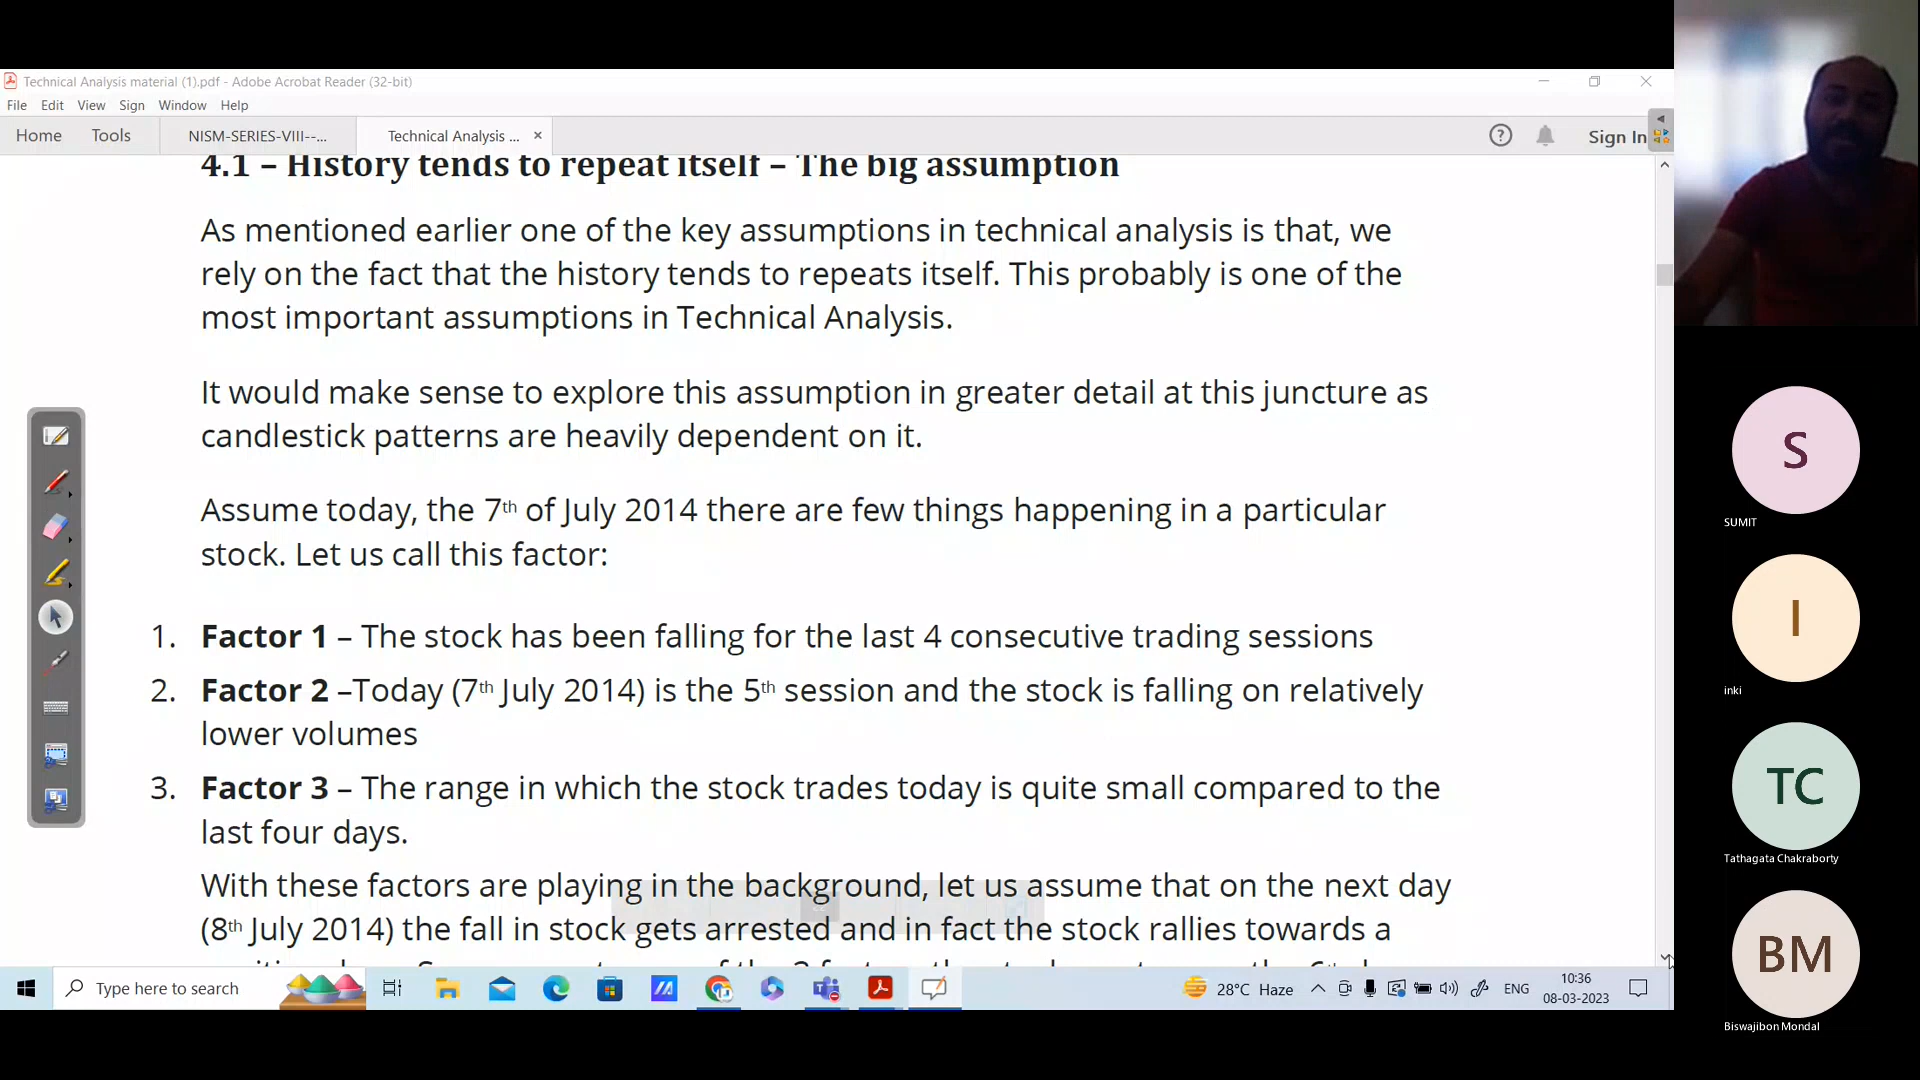 Technical Analysis material (1).pdf - Adobe Acrobat Reader (32-bit)
File Edit View Sign Window Help
Home Tools NISM-SERIES-VIII--... Technical Analysis ... × Sign In
4.1 – History tends to repeat itself – The big assumption
As mentioned earlier one of the key assumptions in technical analysis is that, we
rely on the fact that the history tends to repeats itself. This probably is one of the
most important assumptions in Technical Analysis.
It would make sense to explore this assumption in greater detail at this juncture as
candlestick patterns are heavily dependent on it.
Assume today, the 7th of July 2014 there are few things happening in a particular
stock. Let us call this factor:
1. Factor 1 – The stock has been falling for the last 4 consecutive trading sessions
2. Factor 2 –Today (7th July 2014) is the 5th session and the stock is falling on relatively
lower volumes
3. Factor 3 – The range in which the stock trades today is quite small compared to the
last four days.
With these factors are playing in the background, let us assume that on the next day
(8th July 2014) the fall in stock gets arrested and in fact the stock rallies towards a
Type here to search
28°C Haze
ENG
10:36
08-03-2023
S
SUMIT
I
inki
TC
Tathagata Chakraborty
BM
Biswajibon Mondal